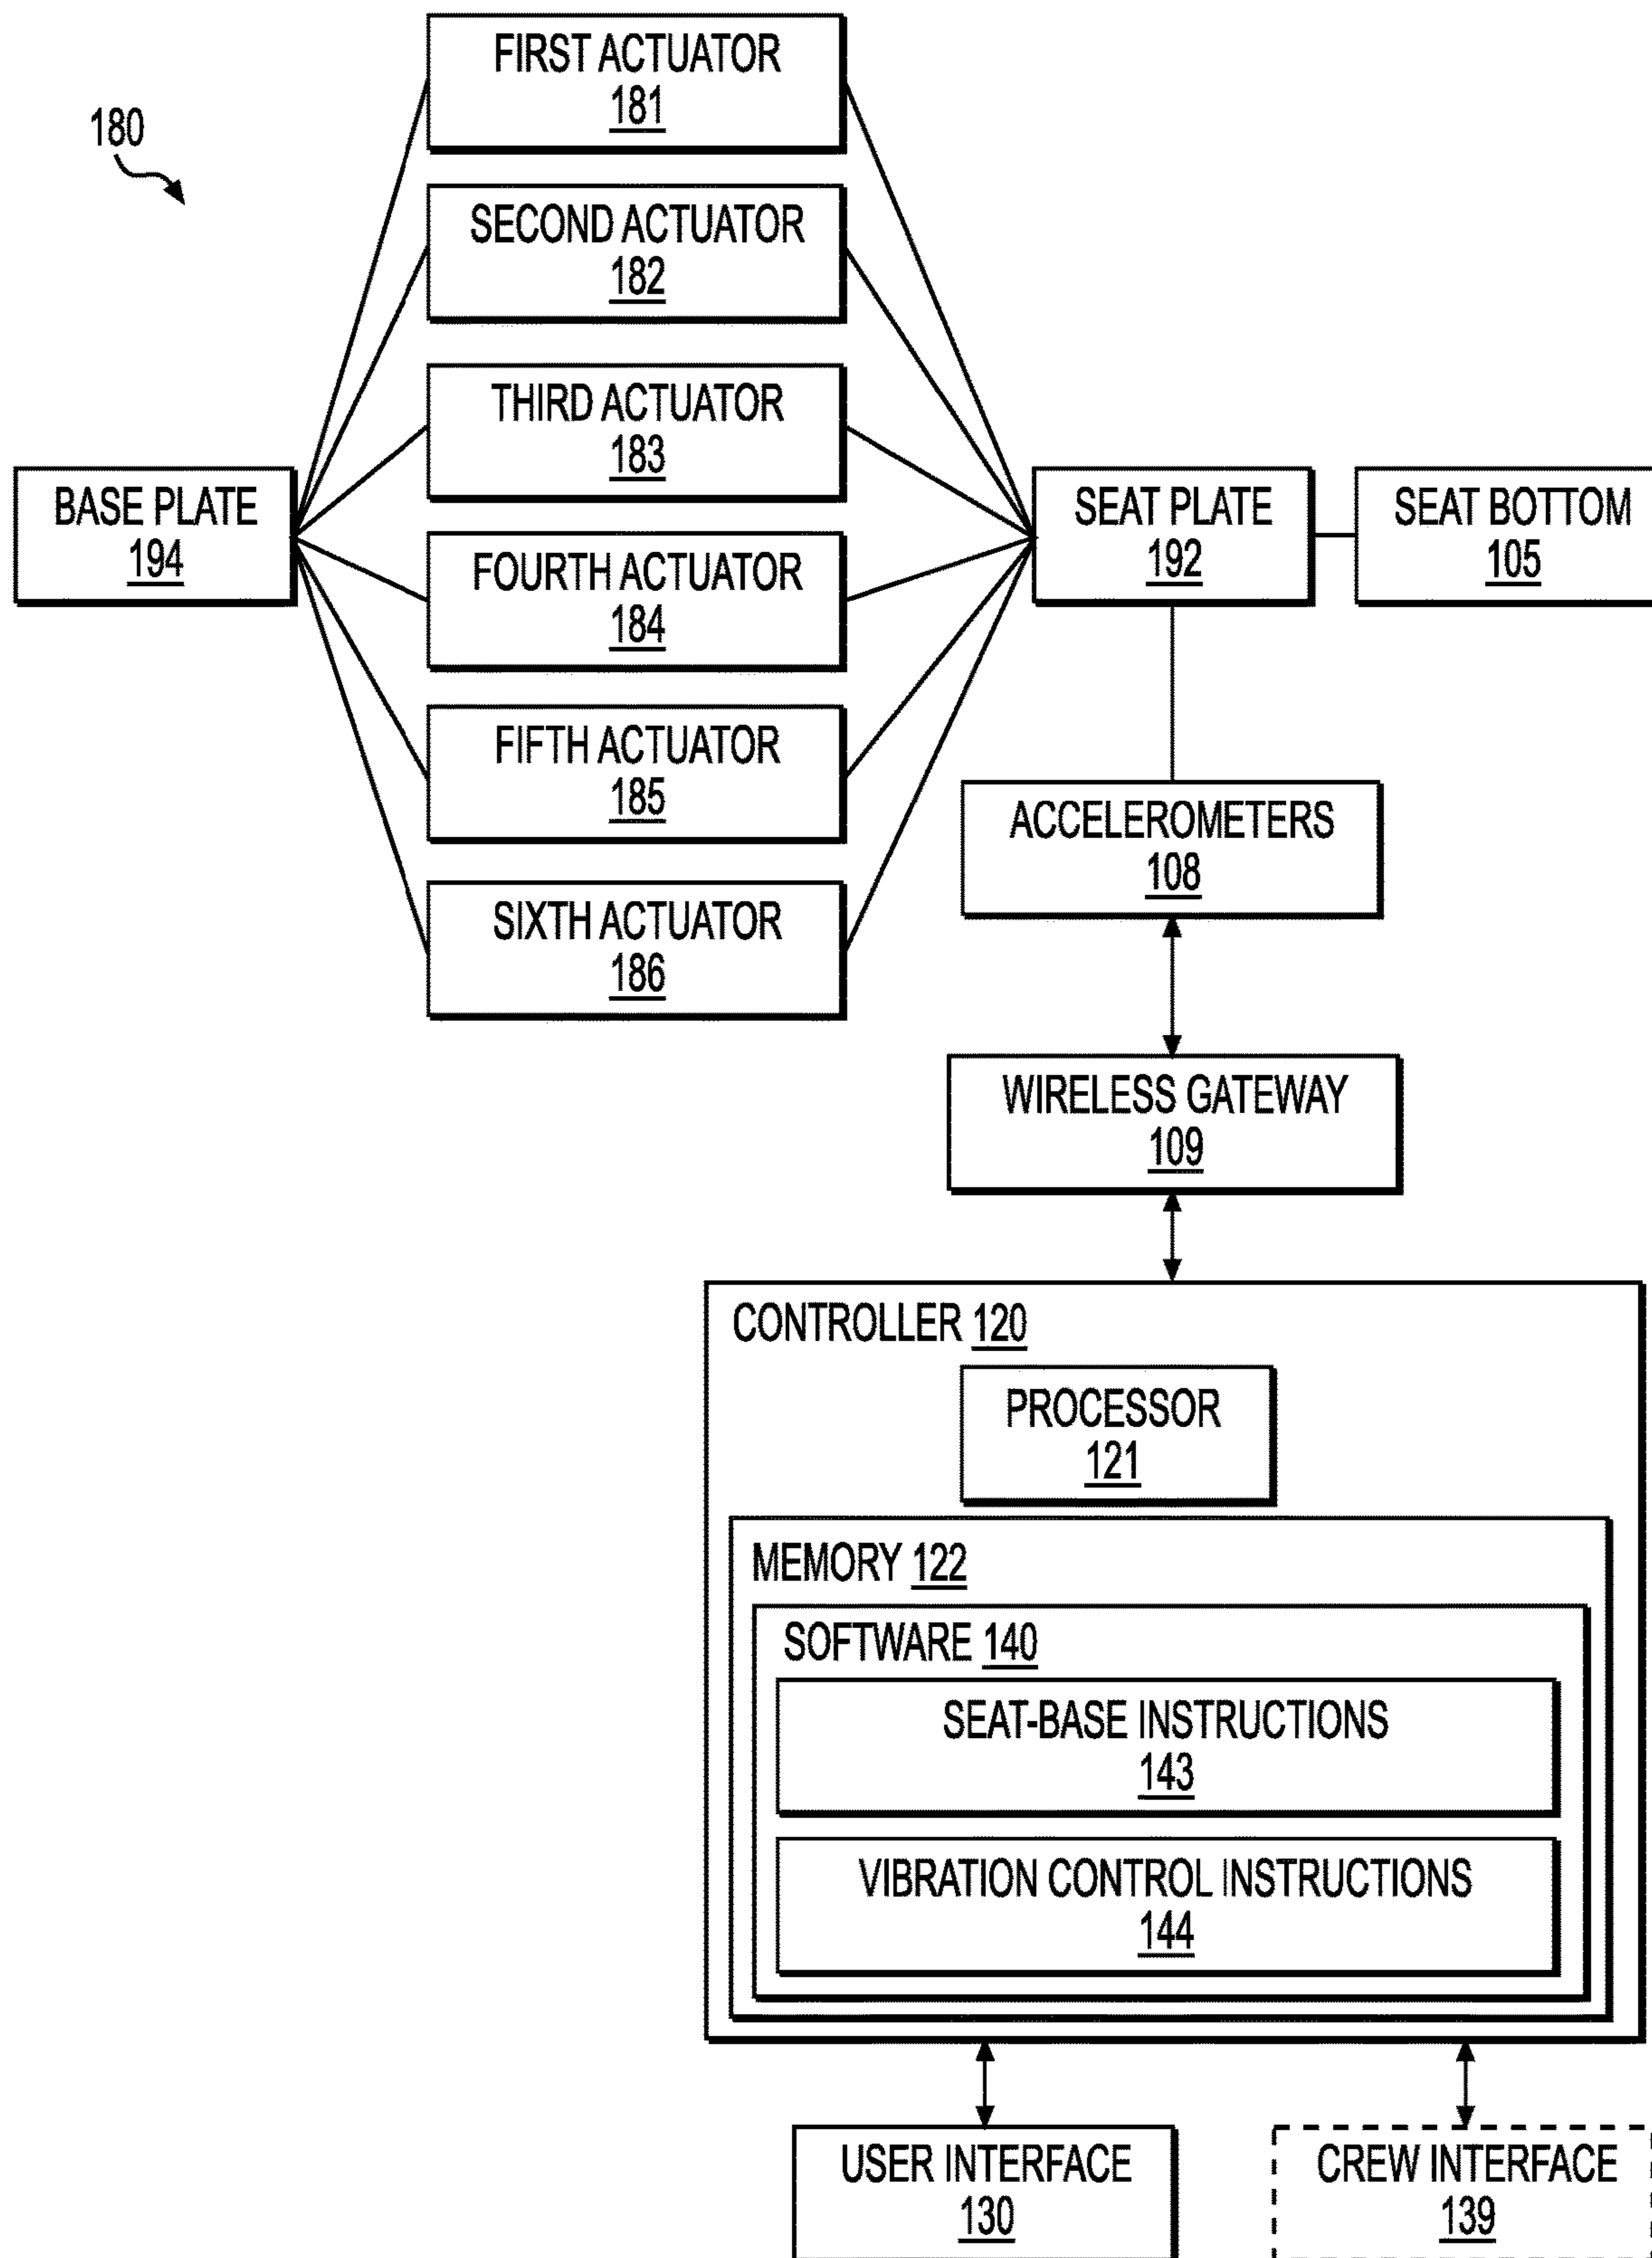 FIRST ACTUATOR
181
180
SECOND ACTUATOR
182
THIRD ACTUATOR
183
BASE PLATE
194
SEAT PLATE
192
SEAT BOTTOM
105
FOURTH ACTUATOR
184
FIFTH ACTUATOR
185
ACCELEROMETERS
108
SIXTH ACTUATOR
186
WIRELESS GATEWAY
109
CONTROLLER 120
PROCESSOR
121
MEMORY 122
SOFTWARE 140
SEAT-BASE INSTRUCTIONS
143
VIBRATION CONTROL INSTRUCTIONS
144
USER INTERFACE
130
CREW INTERFACE
139